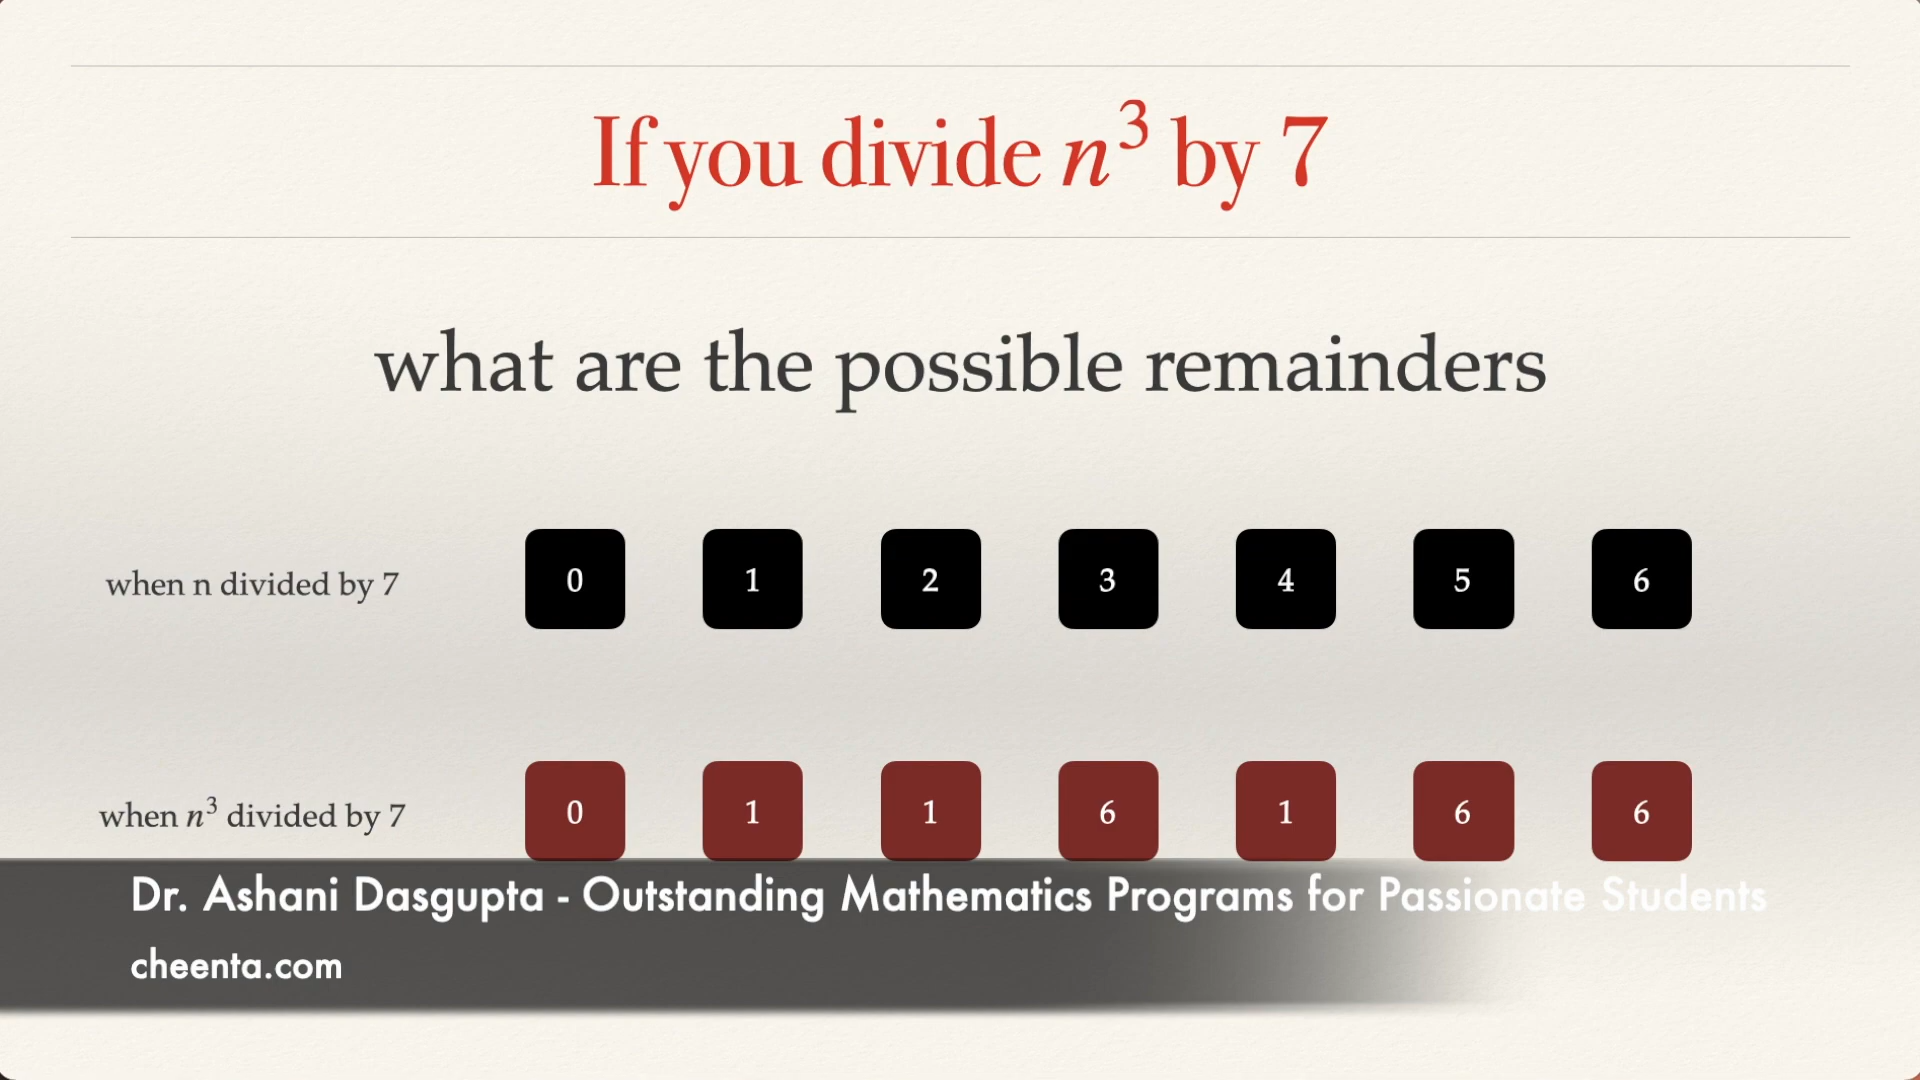 If you divide n³ by 7
what are the possible remainders
when n divided by 7 0 1 2 3 4 5 6
when n³ divided by 7 0 1 1 6 1 6 6
Dr. Ashani Dasgupta - Outstanding Mathematics Programs for Passionate Students
cheenta.com